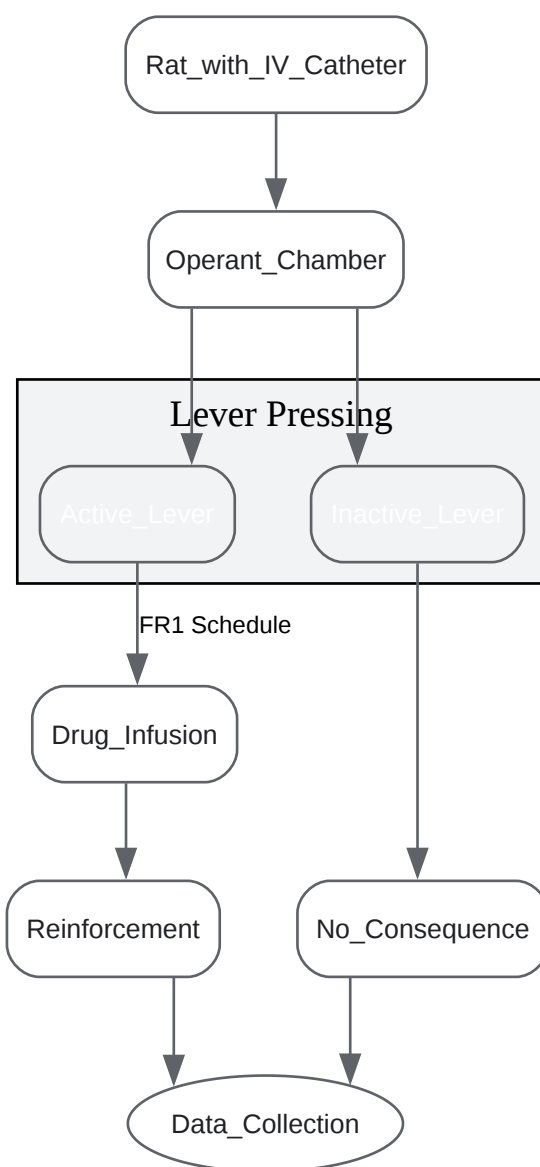 Rat_with_IV_Catheter
Operant_Chamber
Lever Pressing
Active_Lever
Inactive_Lever
FR1 Schedule
Drug_Infusion
Reinforcement
No_Consequence
Data_Collection